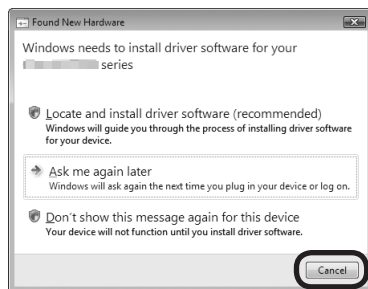 Found New Hardware
Windows needs to install driver software for your
series
Locate and install driver software (recommended)
Windows will guide you through the process of installing driver software
for your device.
Ask me again later
Windows will ask again the next time you plug in your device or log on.
Don't show this message again for this device
Your device will not function until you install driver software.
Cancel